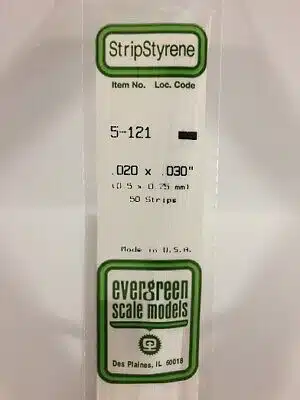 StripStyrene
Item No. Loc. Code
5-121
.020 x .030"
(0.5 x 0.75 mm)
50 Strips
Made in U.S.A.
evergreen
scale models
Des Plaines, IL 60018